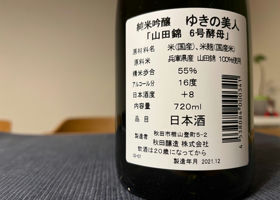 純米吟醸 ゆきの美人
「山田錦 6号酵母」
原材料名 米(国産)、米麹(国産米)
原料米 兵庫県産 山田錦 100%使用
精米歩合 55%
アルコール分 16度
日本酒度 +8
内容量 720ml
品目 日本酒
製造者 秋田市楢山登町5-2
秋田醸造 株式会社
飲酒は20歳になってから
製造年月 2021.12